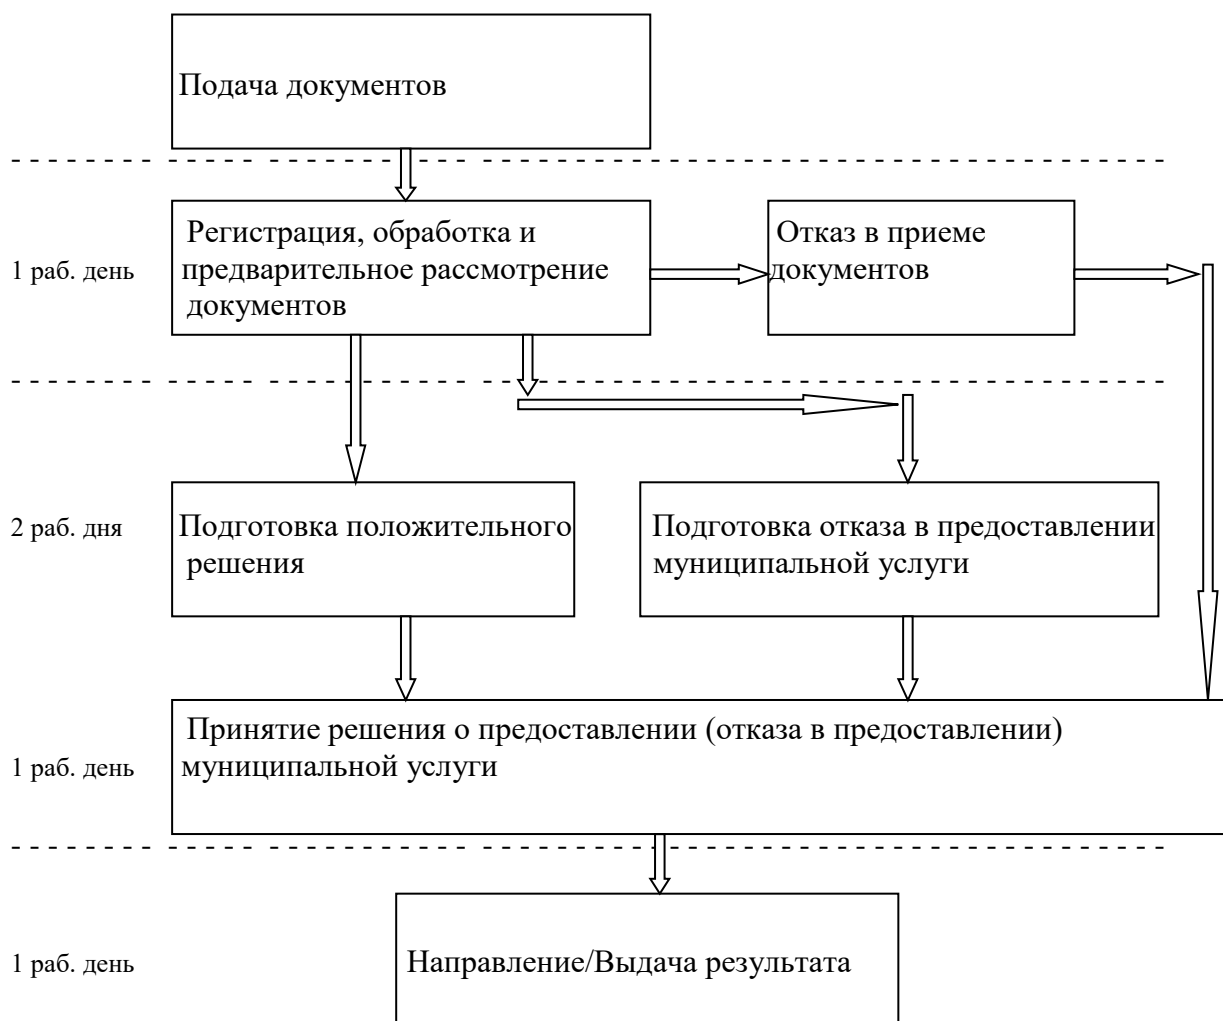 Подача документов
1 раб. день
Регистрация, обработка и
предварительное рассмотрение
документов
Отказ в приеме
документов
2 раб. дня
Подготовка положительного
решения
Подготовка отказа в предоставлении
муниципальной услуги
1 раб. день
Принятие решения о предоставлении (отказа в предоставлении)
муниципальной услуги
1 раб. день
Направление/Выдача результата